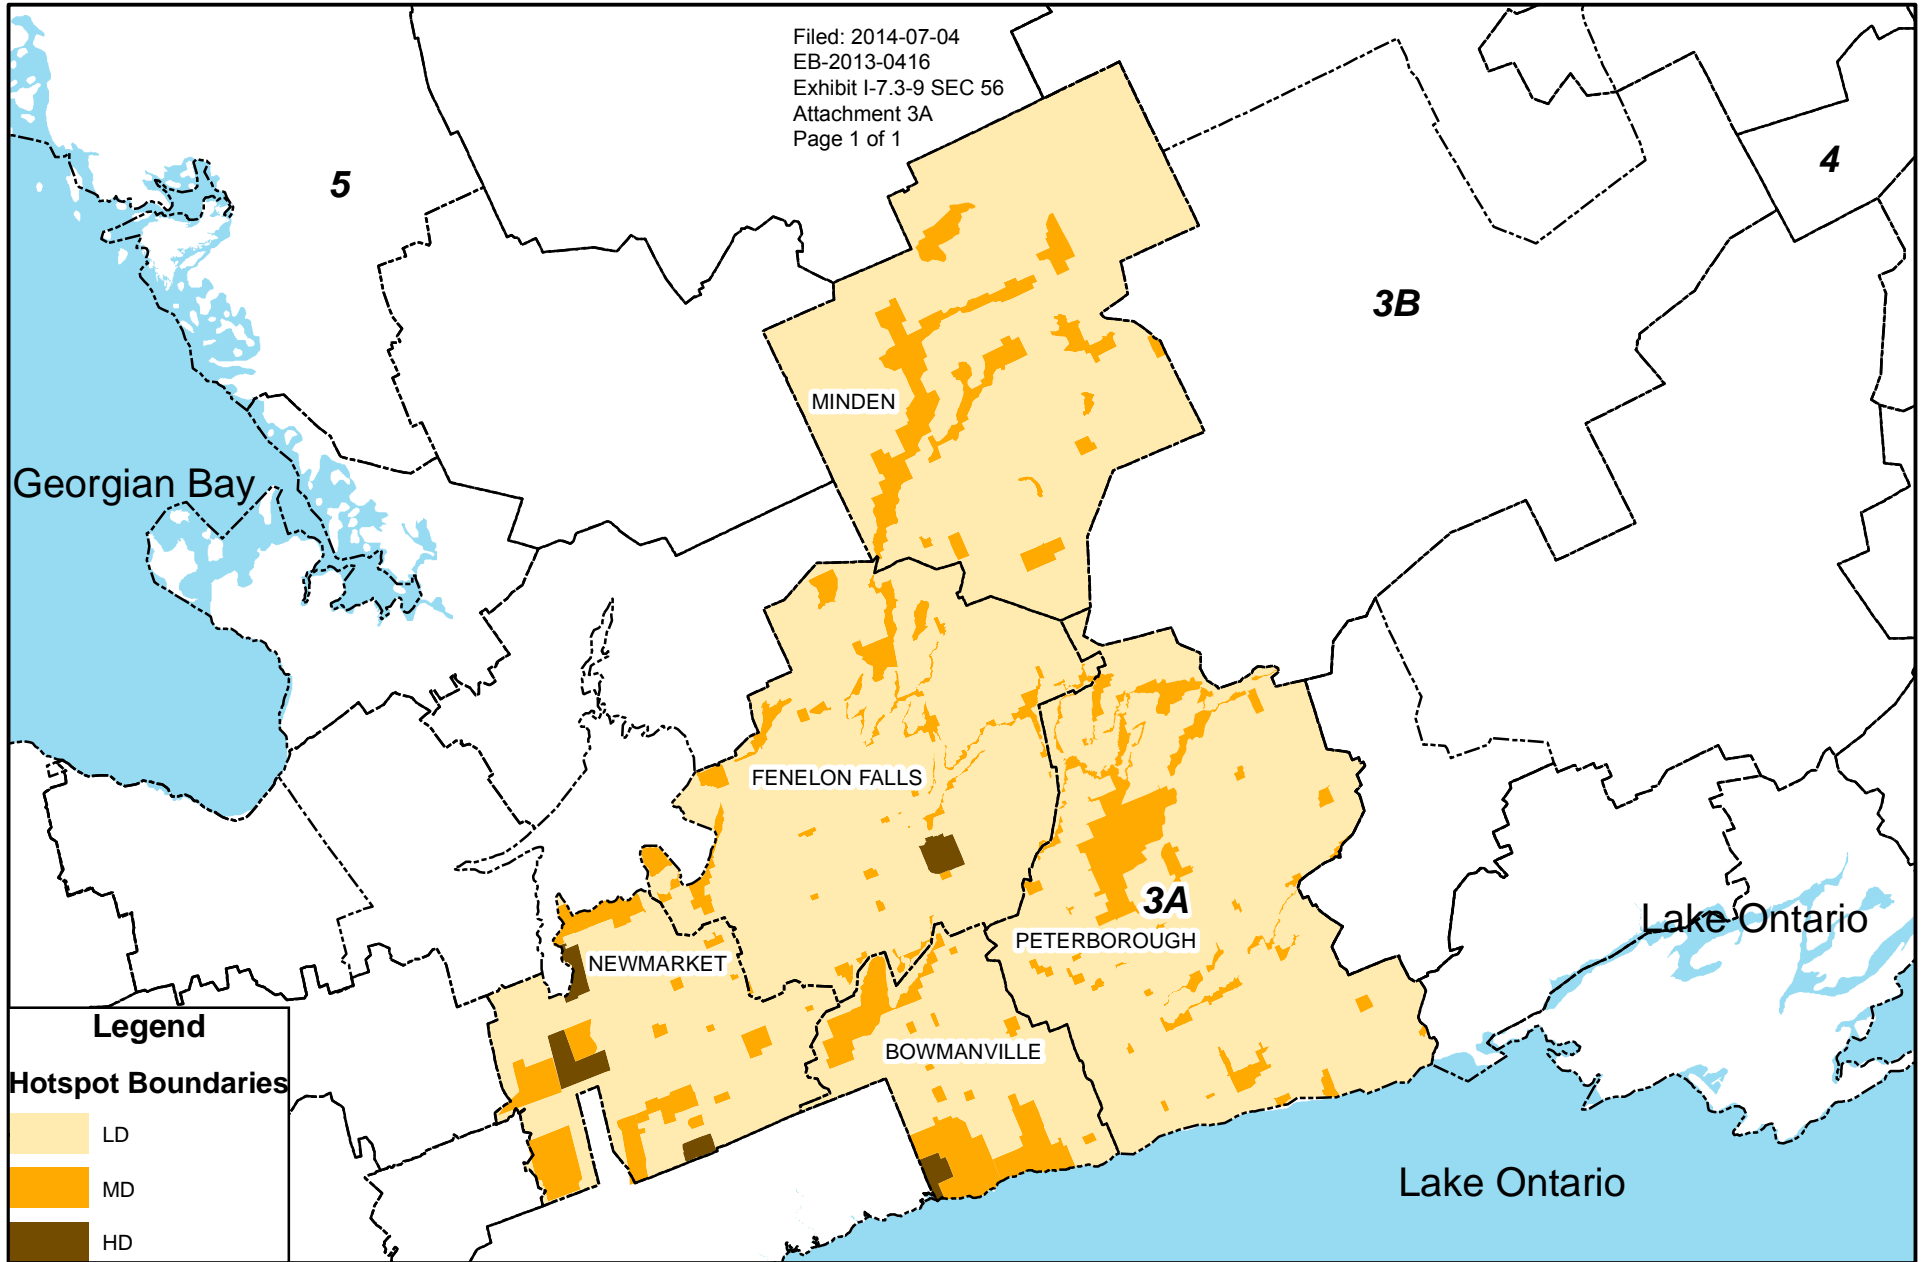 Filed: 2014-07-04
EB-2013-0416
Exhibit I-7.3-9 SEC 56
Attachment 3A
Page 1 of 1
5
4
3B
MINDEN
Georgian Bay
FENELON FALLS
3A
Lake Ontario
PETERBOROUGH
NEWMARKET
BOWMANVILLE
Lake Ontario
Legend
Hotspot Boundaries
LD
MD
HD